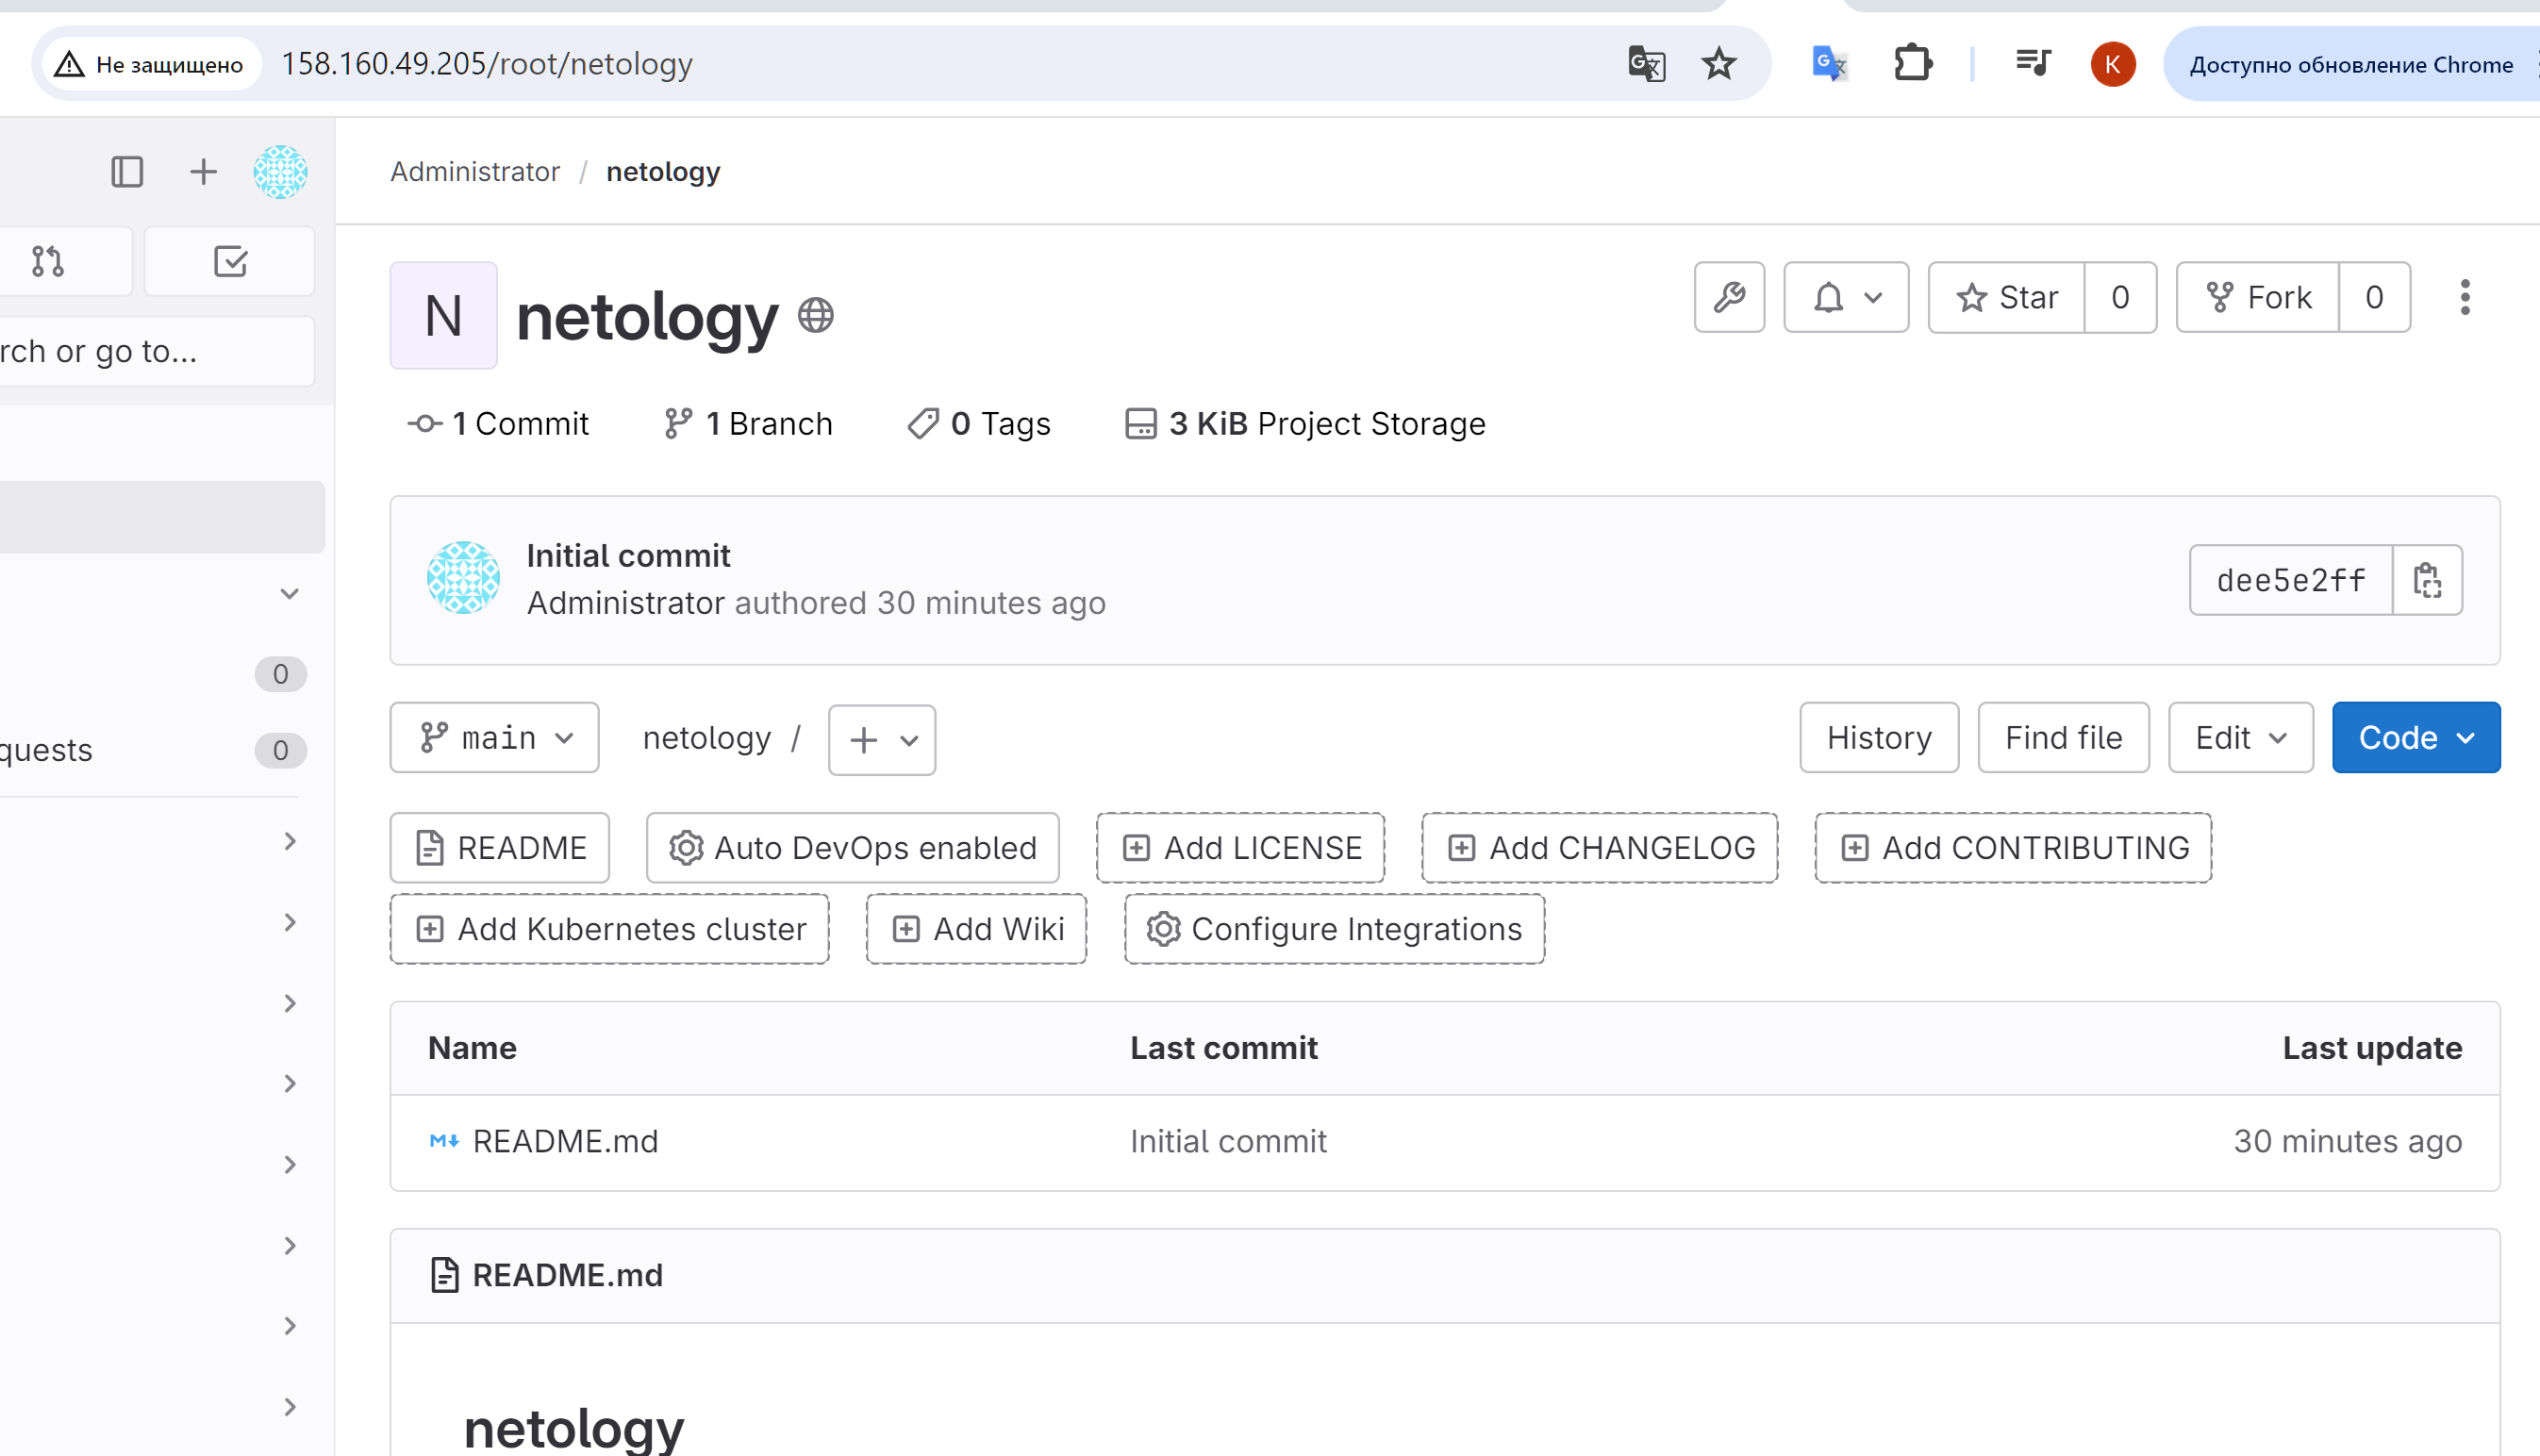 Не защищено 158.160.49.205/root/netology K Доступно обновление Chrome
Administrator / netology
rch or go to...
quests
0
0
N netology Star 0 Fork 0
1 Commit 1 Branch 0 Tags 3 KiB Project Storage
Initial commit
Administrator authored 30 minutes ago
dee5e2ff
main netology / + History Find file Edit Code
README Auto DevOps enabled Add LICENSE Add CHANGELOG Add CONTRIBUTING
Add Kubernetes cluster Add Wiki Configure Integrations
Name Last commit Last update
README.md Initial commit 30 minutes ago
README.md
netology